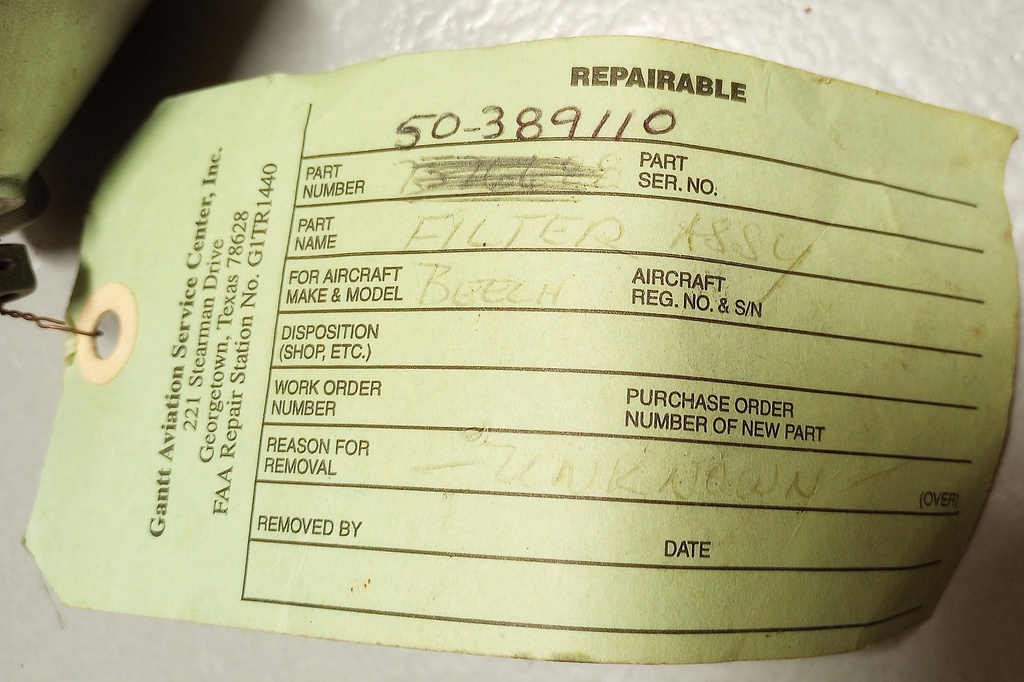 REPAIRABLE
50-389110
PART NUMBER
PART SER. NO.
PART NAME FILTER ASSY
FOR AIRCRAFT MAKE & MODEL BEECH
AIRCRAFT REG. NO. & S/N
DISPOSITION (SHOP, ETC.)
WORK ORDER NUMBER
PURCHASE ORDER NUMBER OF NEW PART
REASON FOR REMOVAL - UNKNOWN -
(OVER)
REMOVED BY
DATE
Gantt Aviation Service Center, Inc.
221 Stearman Drive
Georgetown, Texas 78628
FAA Repair Station No. G1TR1440